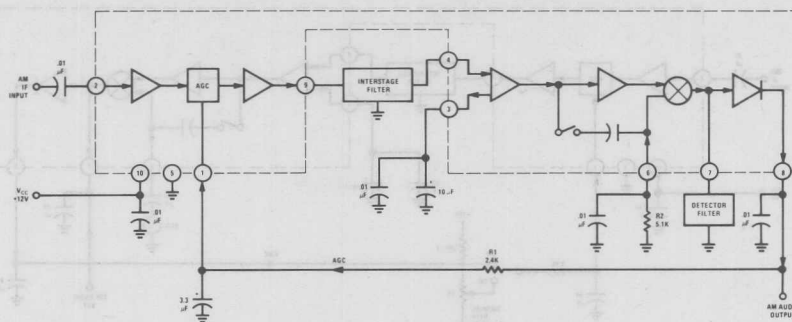 .01
μF
AM
IF
INPUT
2
AGC
9
INTERSTAGE
FILTER
4
3
10
5
1
6
7
8
VCC
+12V
.01
μF
.01
μF
+
10 μF
.01
μF
R2
5.1K
DETECTOR
FILTER
.01
μF
R1
2.4K
AGC
+
3.3
μF
AM AUD
OUTPU